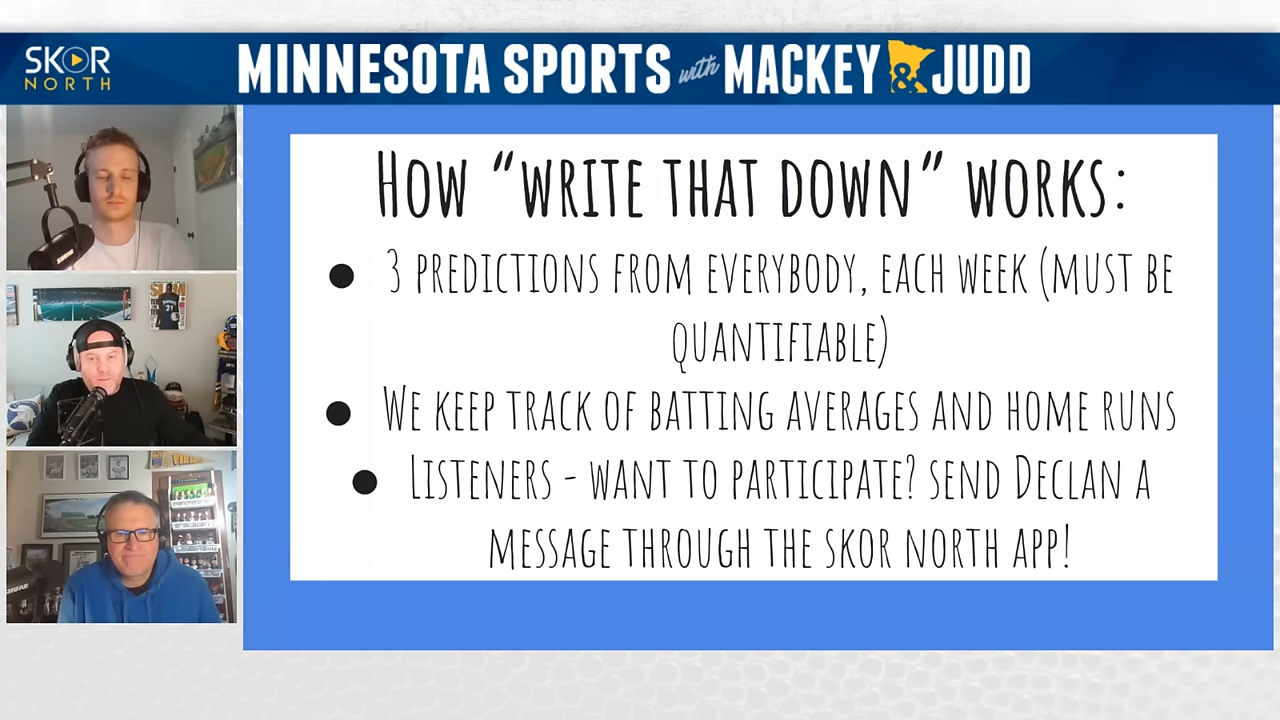 SKOR
NORTH
MINNESOTA SPORTS with MACKEY & JUDD
HOW “WRITE THAT DOWN” WORKS:
● 3 PREDICTIONS FROM EVERYBODY, EACH WEEK (MUST BE
QUANTIFIABLE)
● WE KEEP TRACK OF BATTING AVERAGES AND HOME RUNS
● LISTENERS - WANT TO PARTICIPATE? SEND DECLAN A
MESSAGE THROUGH THE SKOR NORTH APP!
SLAM
SHURE